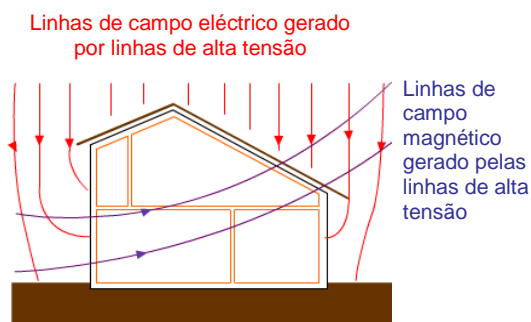 Linhas de campo eléctrico gerado
por linhas de alta tensão
Linhas de
campo
magnético
gerado pelas
linhas de alta
tensão